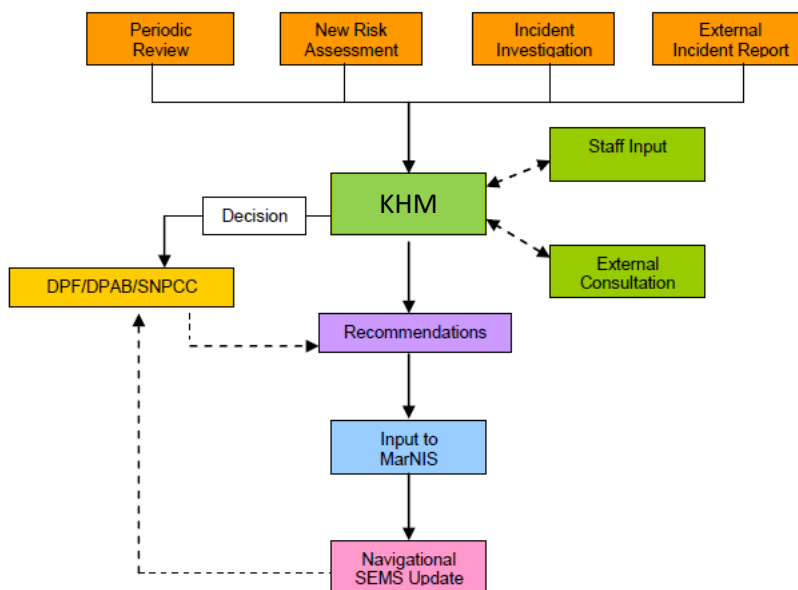 Periodic
Review
New Risk
Assessment
Incident
Investigation
External
Incident Report
Staff Input
KHM
Decision
External
Consultation
DPF/DPAB/SNPCC
Recommendations
Input to
MarNIS
Navigational
SEMS Update